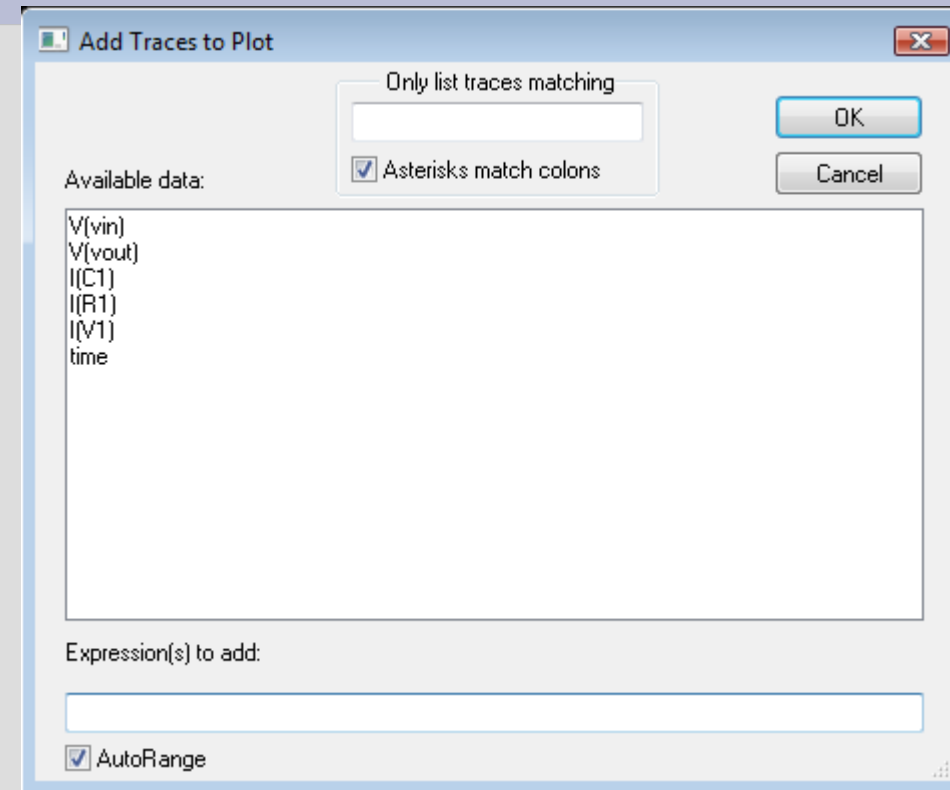 Add Traces to Plot
Only list traces matching
OK
Asterisks match colons
Cancel
Available data:
V(vin)
V(vout)
I(C1)
I(R1)
I(V1)
time
Expression(s) to add:
AutoRange